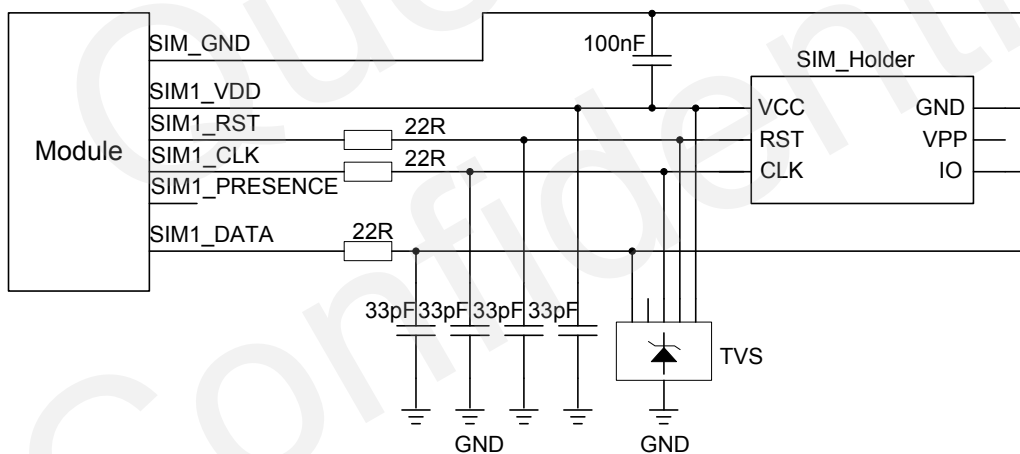 SIM_GND
100nF
SIM_Holder
SIM1_VDD
VCC
GND
SIM1_RST
22R
RST
VPP
Module
SIM1_CLK
22R
CLK
IO
SIM1_PRESENCE
SIM1_DATA
22R
33pF 33pF 33pF 33pF
TVS
GND
GND